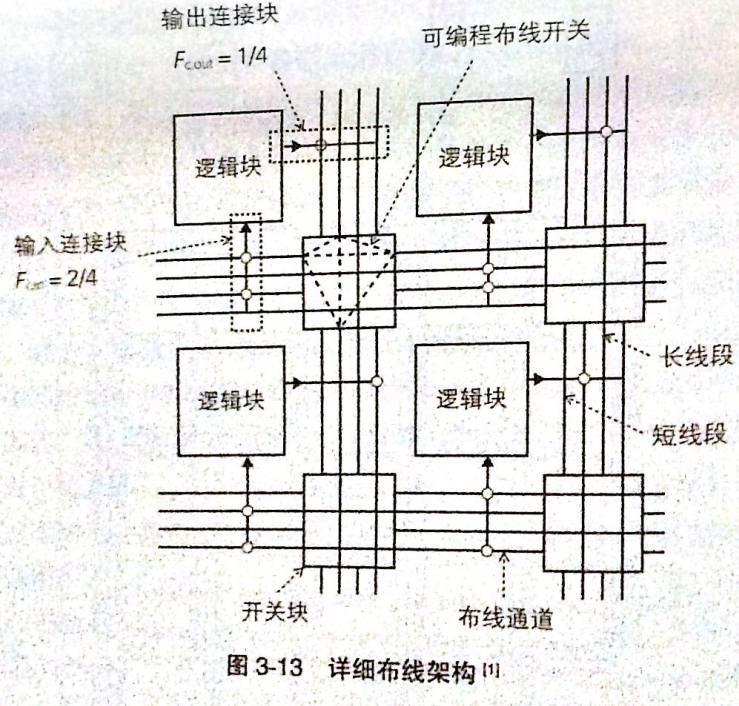 输出连接块
Fc,out = 1/4
可编程布线开关
逻辑块
逻辑块
输入连接块
Fc,in = 2/4
长线段
逻辑块
逻辑块
短线段
开关块
布线通道
图 3-13 详细布线架构 [1]